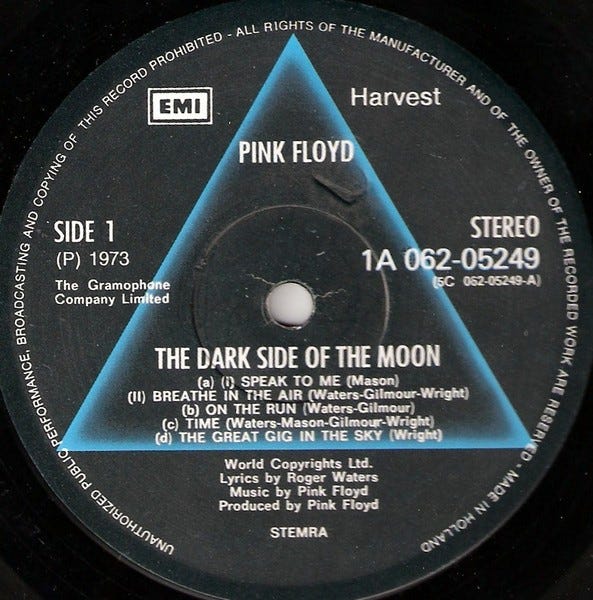 UNAUTHORIZED PUBLIC PERFORMANCE, BROADCASTING AND COPYING OF THIS RECORD PROHIBITED - ALL RIGHTS OF THE MANUFACTURER AND OF THE OWNER OF THE RECORDED WORK ARE RESERVED - MADE IN HOLLAND
EMI
Harvest
PINK FLOYD
SIDE 1
(P) 1973
The Gramophone
Company Limited
STEREO
1A 062-05249
(5C 062-05249-A)
THE DARK SIDE OF THE MOON
(a) (i) SPEAK TO ME (Mason)
(II) BREATHE IN THE AIR (Waters-Gilmour-Wright)
(b) ON THE RUN (Waters-Gilmour)
(c) TIME (Waters-Mason-Gilmour-Wright)
(d) THE GREAT GIG IN THE SKY (Wright)
World Copyrights Ltd.
Lyrics by Roger Waters
Music by Pink Floyd
Produced by Pink Floyd
STEMRA